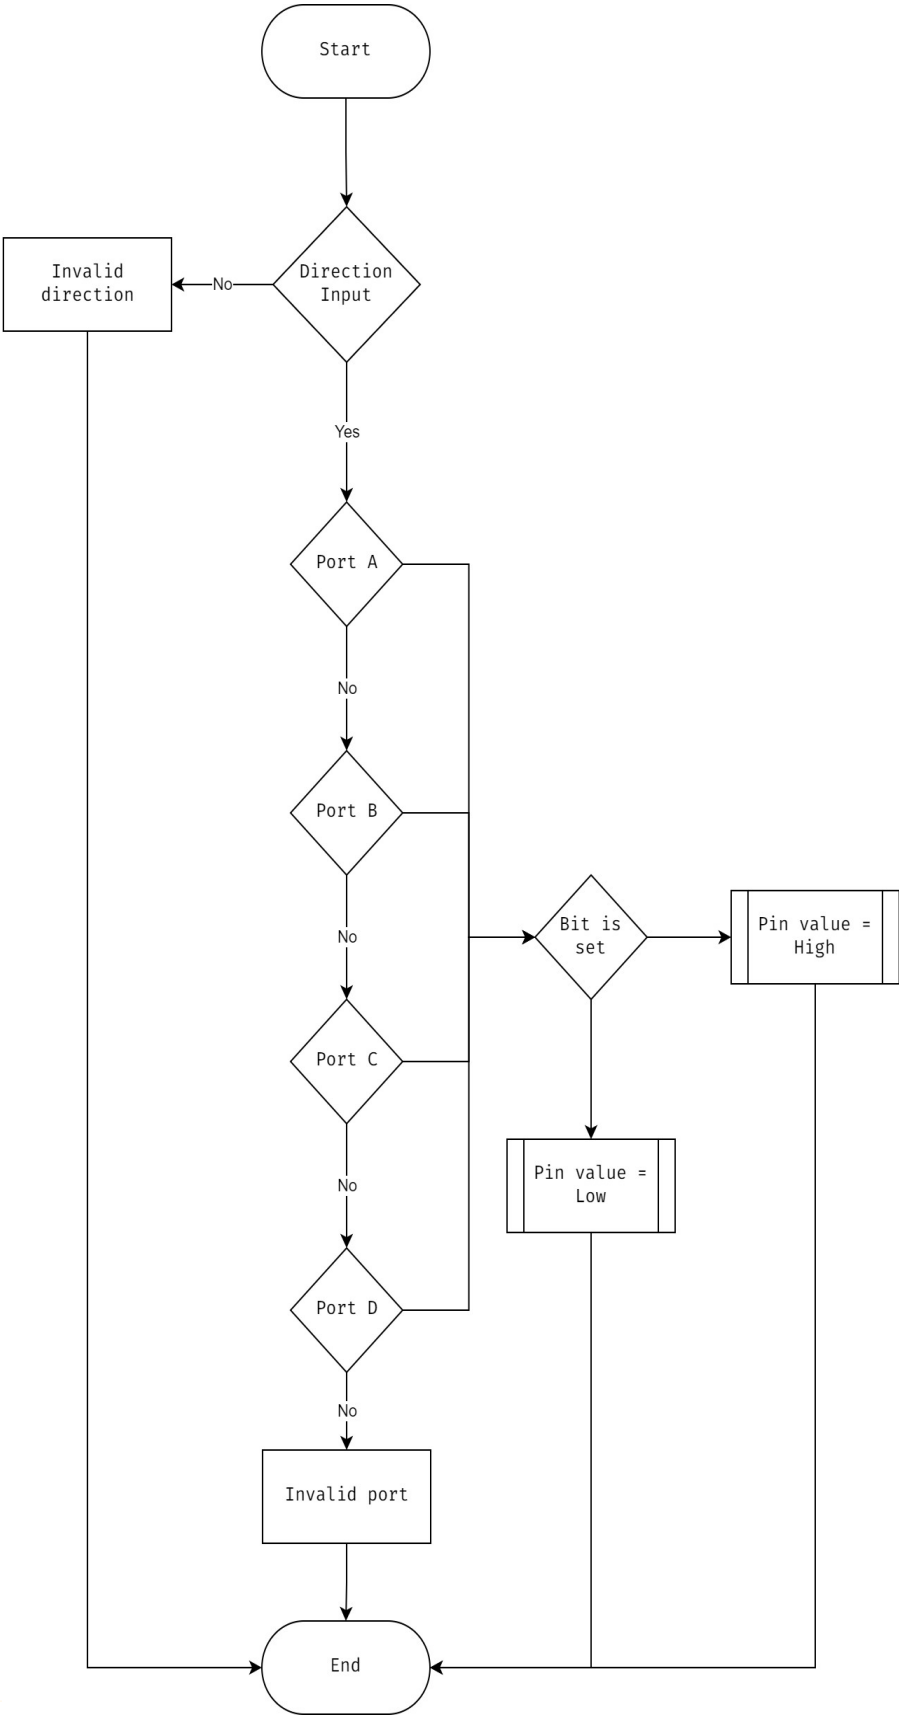 Start
Direction
Input
No
Invalid
direction
Yes
Port A
No
Port B
No
Bit is
set
Pin value =
High
Port C
No
Pin value =
Low
Port D
No
Invalid port
End